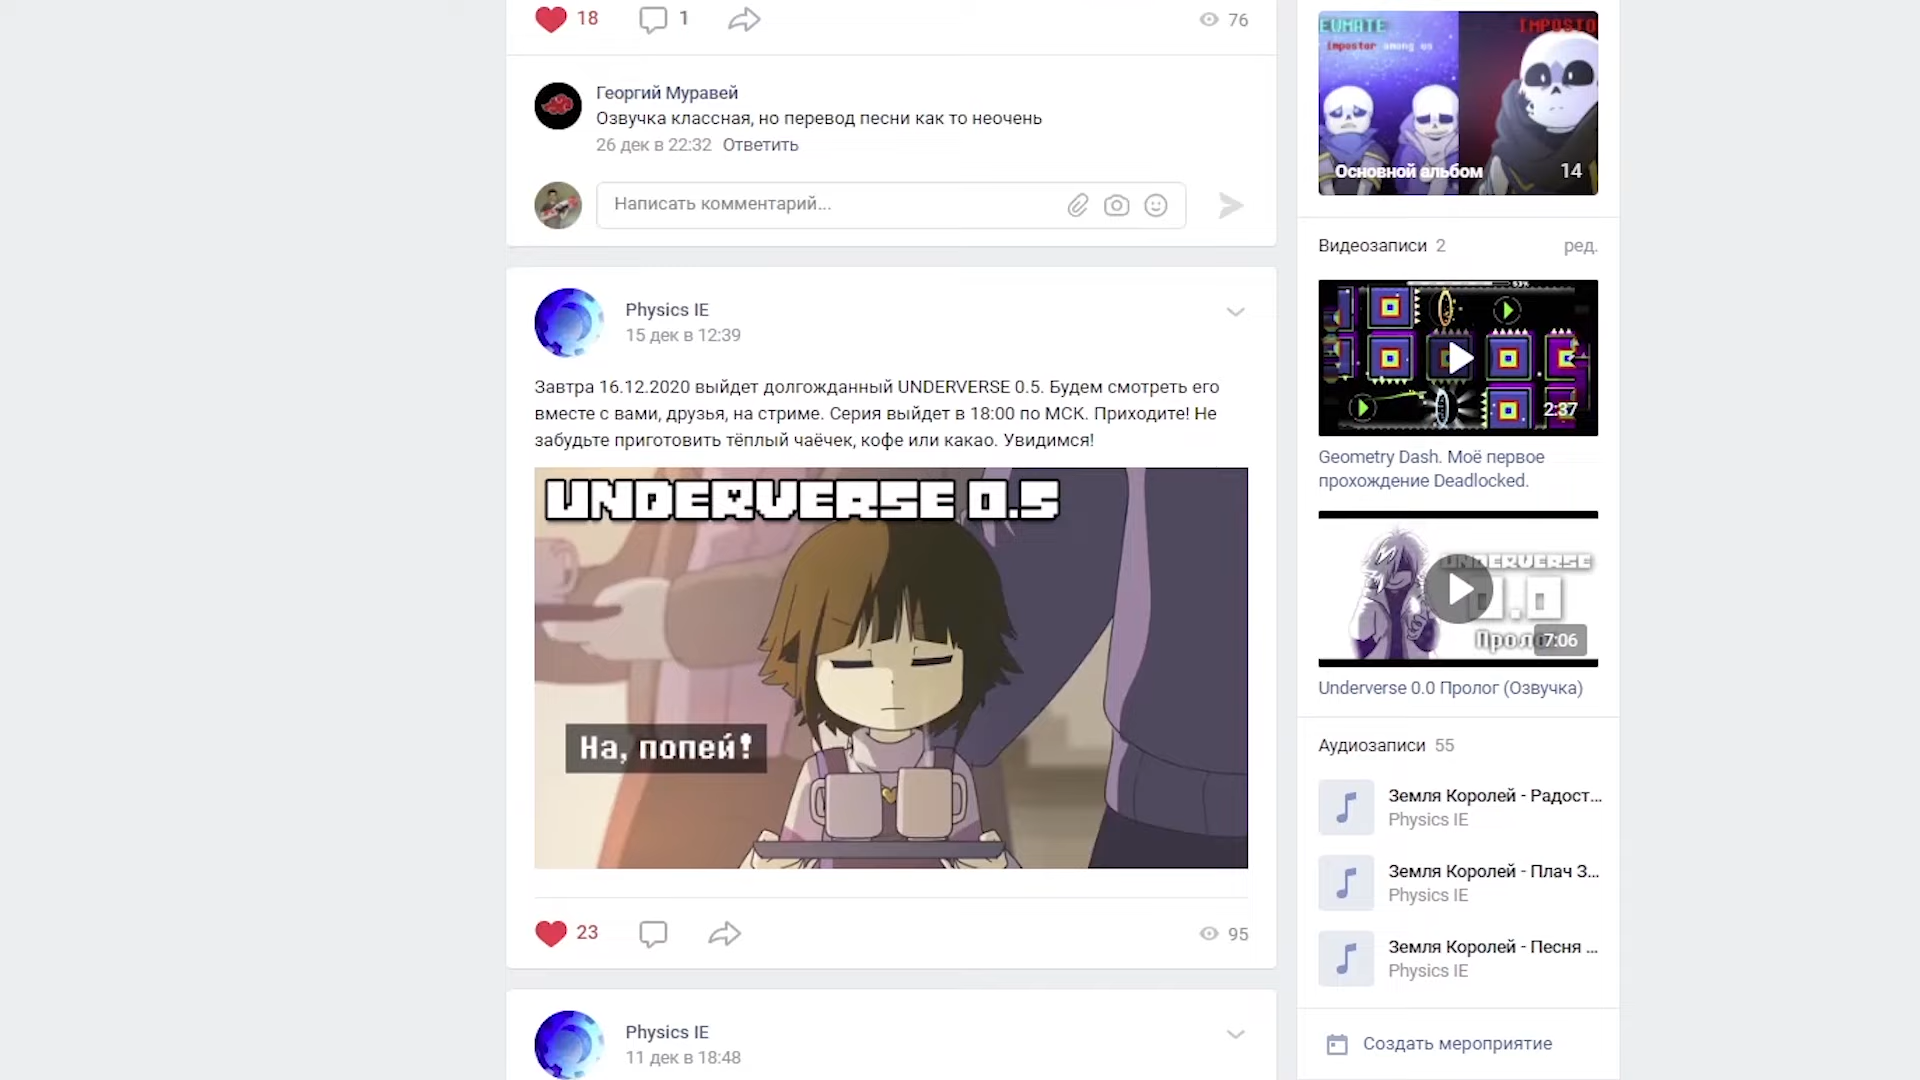 18
1
76
Георгий Муравей
Озвучка классная, но перевод песни как то неочень
26 дек в 22:32 Ответить
Написать комментарий...
Physics IE
15 дек в 12:39
Завтра 16.12.2020 выйдет долгожданный UNDERVERSE 0.5. Будем смотреть его
вместе с вами, друзья, на стриме. Серия выйдет в 18:00 по МСК. Приходите! Не
забудьте приготовить тёплый чаёчек, кофе или какао. Увидимся!
UNDERVERSE 0.5
На, попей!
23
95
Physics IE
11 дек в 18:48
EWMATE
IMPOSTO
impostor among us
Основной альбом
14
Видеозаписи 2
ред.
53%
2:37
Geometry Dash. Моё первое
прохождение Deadlocked.
UNDERVERSE
0.0
Проло
7:06
Underverse 0.0 Пролог (Озвучка)
Аудиозаписи 55
Земля Королей - Радост...
Physics IE
Земля Королей - Плач З...
Physics IE
Земля Королей - Песня ...
Physics IE
Создать мероприятие